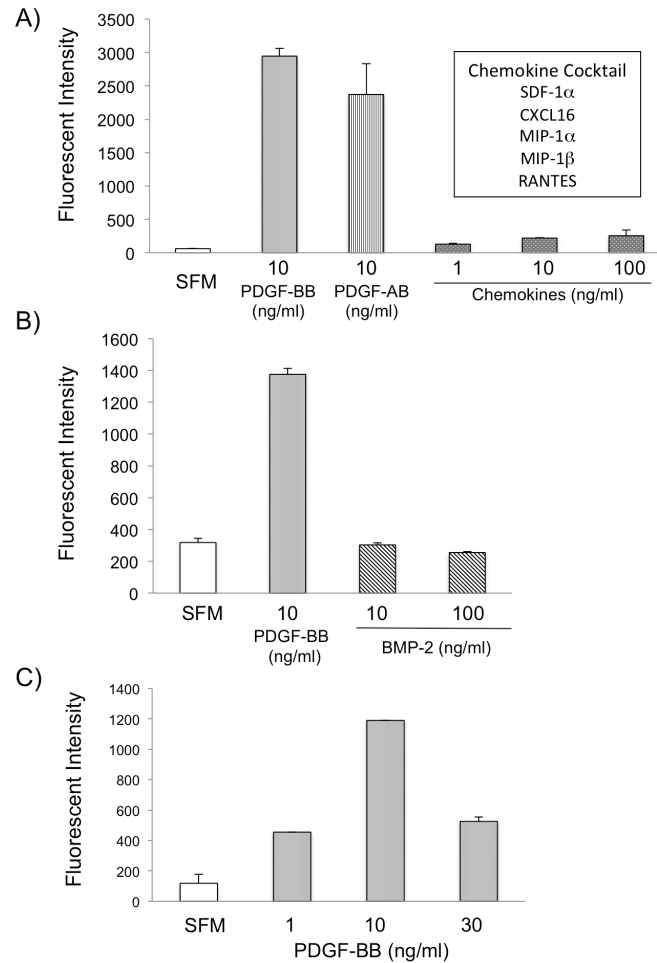 A)
Fluorescent Intensity
3500
3000
2500
2000
1500
1000
500
0
Chemokine Cocktail
SDF-1α
CXCL16
MIP-1α
MIP-1β
RANTES
SFM
10
PDGF-BB
(ng/ml)
10
PDGF-AB
(ng/ml)
1 10 100
Chemokines (ng/ml)
B)
Fluorescent Intensity
1600
1400
1200
1000
800
600
400
200
0
SFM
10
PDGF-BB
(ng/ml)
10 100
BMP-2 (ng/ml)
C)
Fluorescent Intensity
1400
1200
1000
800
600
400
200
0
SFM 1 10 30
PDGF-BB (ng/ml)